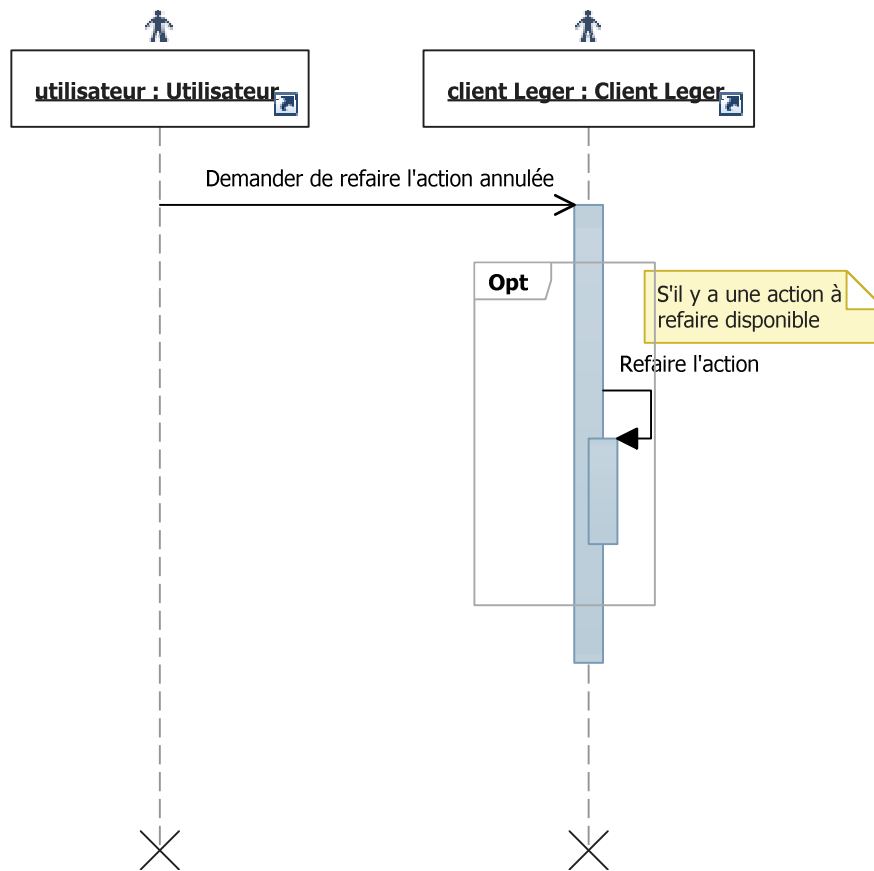 utilisateur : Utilisateur
client Leger : Client Leger
Demander de refaire l'action annulée
Opt
S'il y a une action à
refaire disponible
Refaire l'action